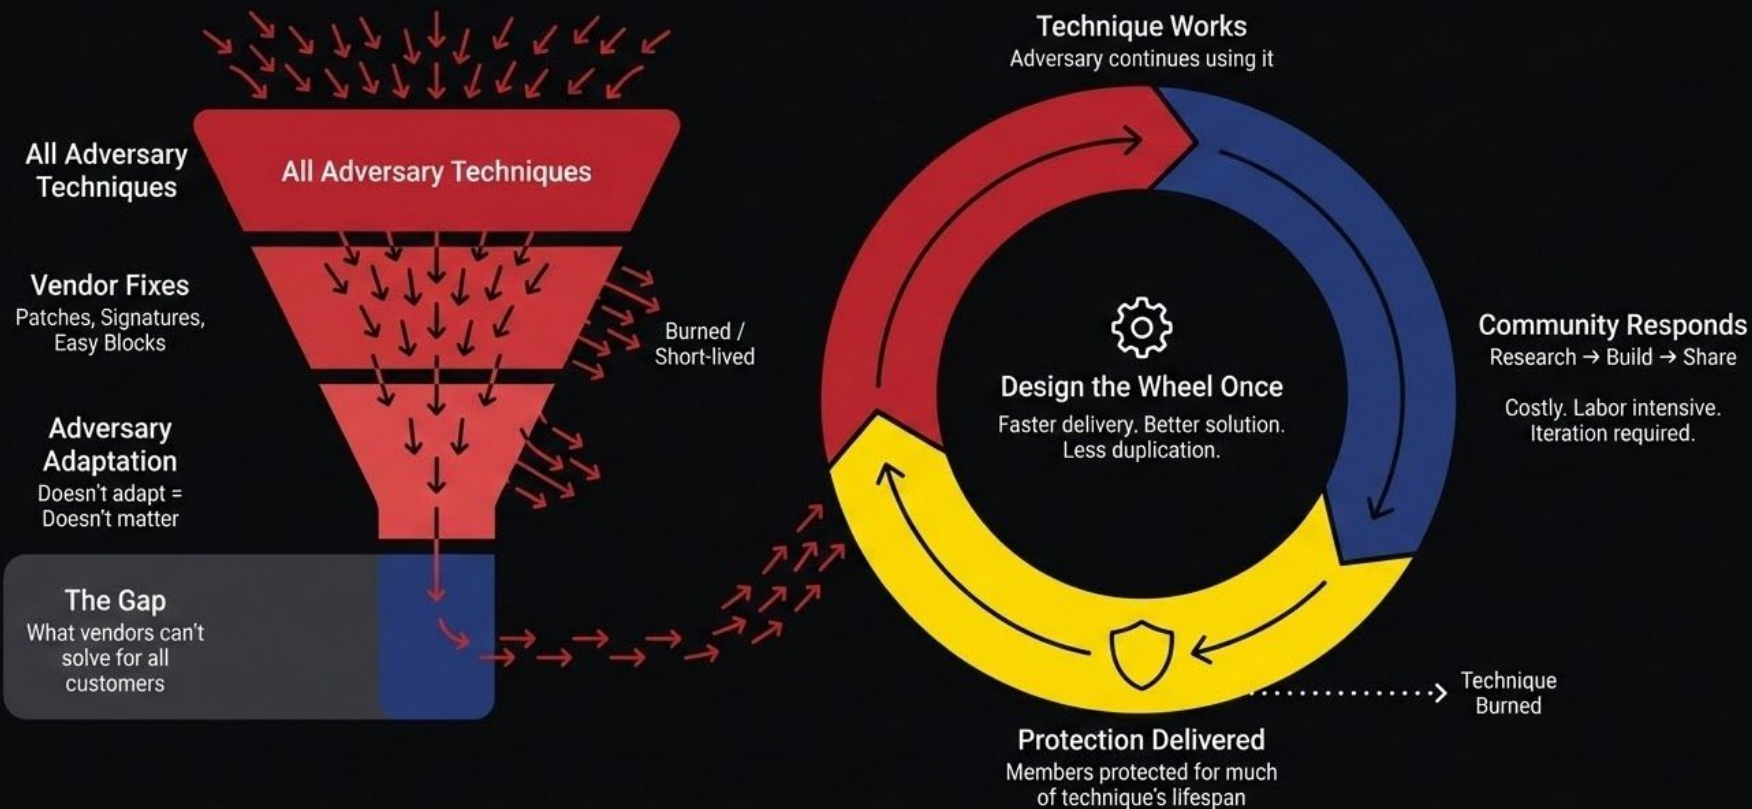 All Adversary
Techniques
All Adversary Techniques
Vendor Fixes
Patches, Signatures,
Easy Blocks
Burned /
Short-lived
Adversary
Adaptation
Doesn't adapt =
Doesn't matter
The Gap
What vendors can't
solve for all
customers
Technique Works
Adversary continues using it
Design the Wheel Once
Faster delivery. Better solution.
Less duplication.
Community Responds
Research → Build → Share
Costly. Labor intensive.
Iteration required.
Technique
Burned
Protection Delivered
Members protected for much
of technique's lifespan